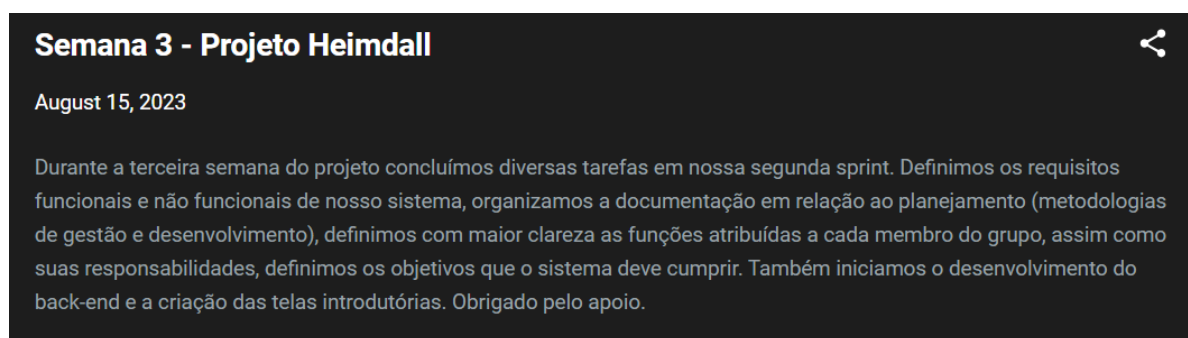 Semana 3 - Projeto Heimdall
August 15, 2023
Durante a terceira semana do projeto concluímos diversas tarefas em nossa segunda sprint. Definimos os requisitos
funcionais e não funcionais de nosso sistema, organizamos a documentação em relação ao planejamento (metodologias
de gestão e desenvolvimento), definimos com maior clareza as funções atribuídas a cada membro do grupo, assim como
suas responsabilidades, definimos os objetivos que o sistema deve cumprir. Também iniciamos o desenvolvimento do
back-end e a criação das telas introdutórias. Obrigado pelo apoio.